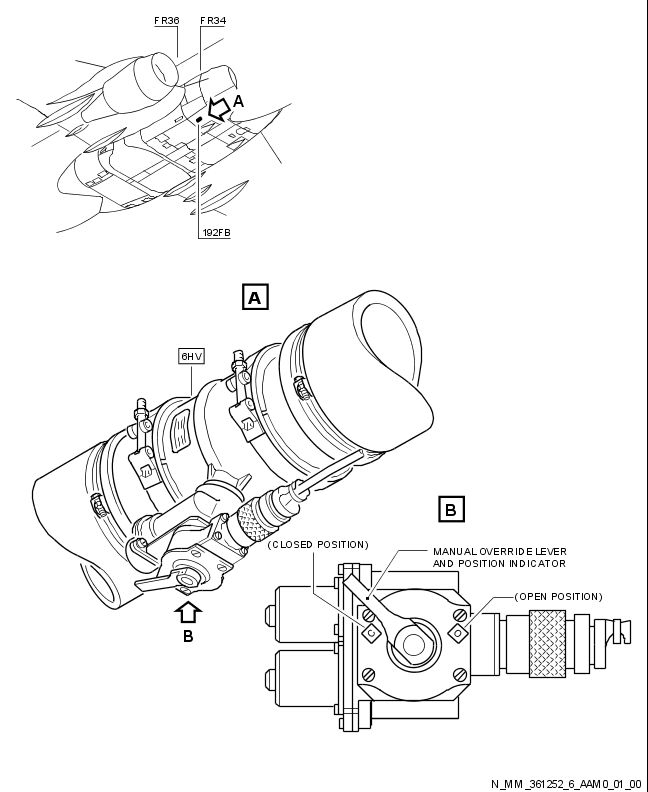 FR36
FR34
A
192FB
A
6HV
B
(CLOSED POSITION)
MANUAL OVERRIDE LEVER
AND POSITION INDICATOR
(OPEN POSITION)
B
N_MM_361252_6_AAM0_01_00